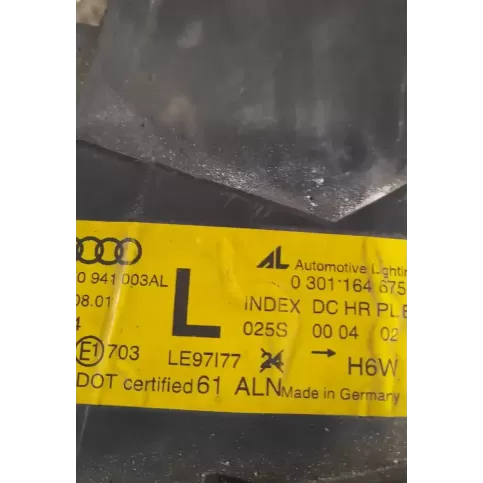 AL Automotive Lightin
0 941 003AL
0 301 164 675
08.01
L
INDEX DC HR PL E
025S 00 04 02
4
E1 703
LE97I77 24 → H6W
DOT certified 61 ALN Made in Germany